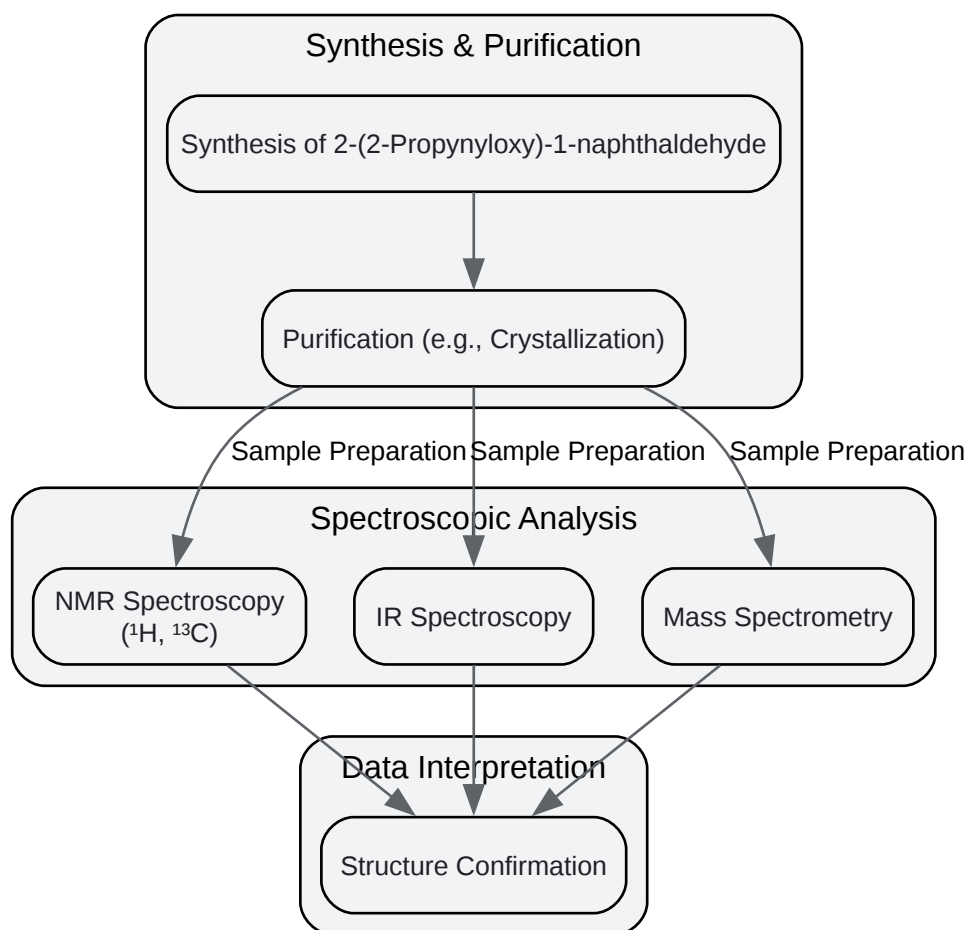 Synthesis & Purification
Synthesis of 2-(2-Propynyloxy)-1-naphthaldehyde
Purification (e.g., Crystallization)
Sample Preparation
Sample Preparation
Sample Preparation
Spectroscopic Analysis
NMR Spectroscopy
(¹H, ¹³C)
IR Spectroscopy
Mass Spectrometry
Data Interpretation
Structure Confirmation